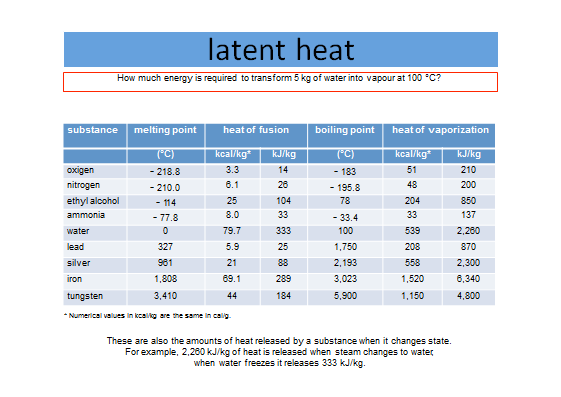 latent heat
How much energy is required to transform 5 kg of water into vapour at 100 °C?
substance melting point heat of fusion boiling point heat of vaporization
(°C) kcal/kg* kJ/kg (°C) kcal/kg* kJ/kg
oxigen - 218.8 3.3 14 - 183 51 210
nitrogen - 210.0 6.1 26 - 195.8 48 200
ethyl alcohol - 114 25 104 78 204 850
ammonia - 77.8 8.0 33 - 33.4 33 137
water 0 79.7 333 100 539 2,260
lead 327 5.9 25 1,750 208 870
silver 961 21 88 2,193 558 2,300
iron 1,808 69.1 289 3,023 1,520 6,340
tungsten 3,410 44 184 5,900 1,150 4,800
* Numerical values in kcal/kg are the same in cal/g.
These are also the amounts of heat released by a substance when it changes state.
For example, 2,260 kJ/kg of heat is released when steam changes to water,
when water freezes it releases 333 kJ/kg.